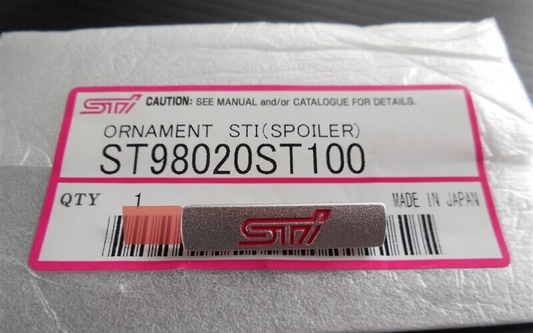 STI CAUTION: SEE MANUAL and/or CATALOGUE FOR DETAILS.
ORNAMENT STI(SPOILER)
ST98020ST100
QTY 1 MADE IN JAPAN
STI